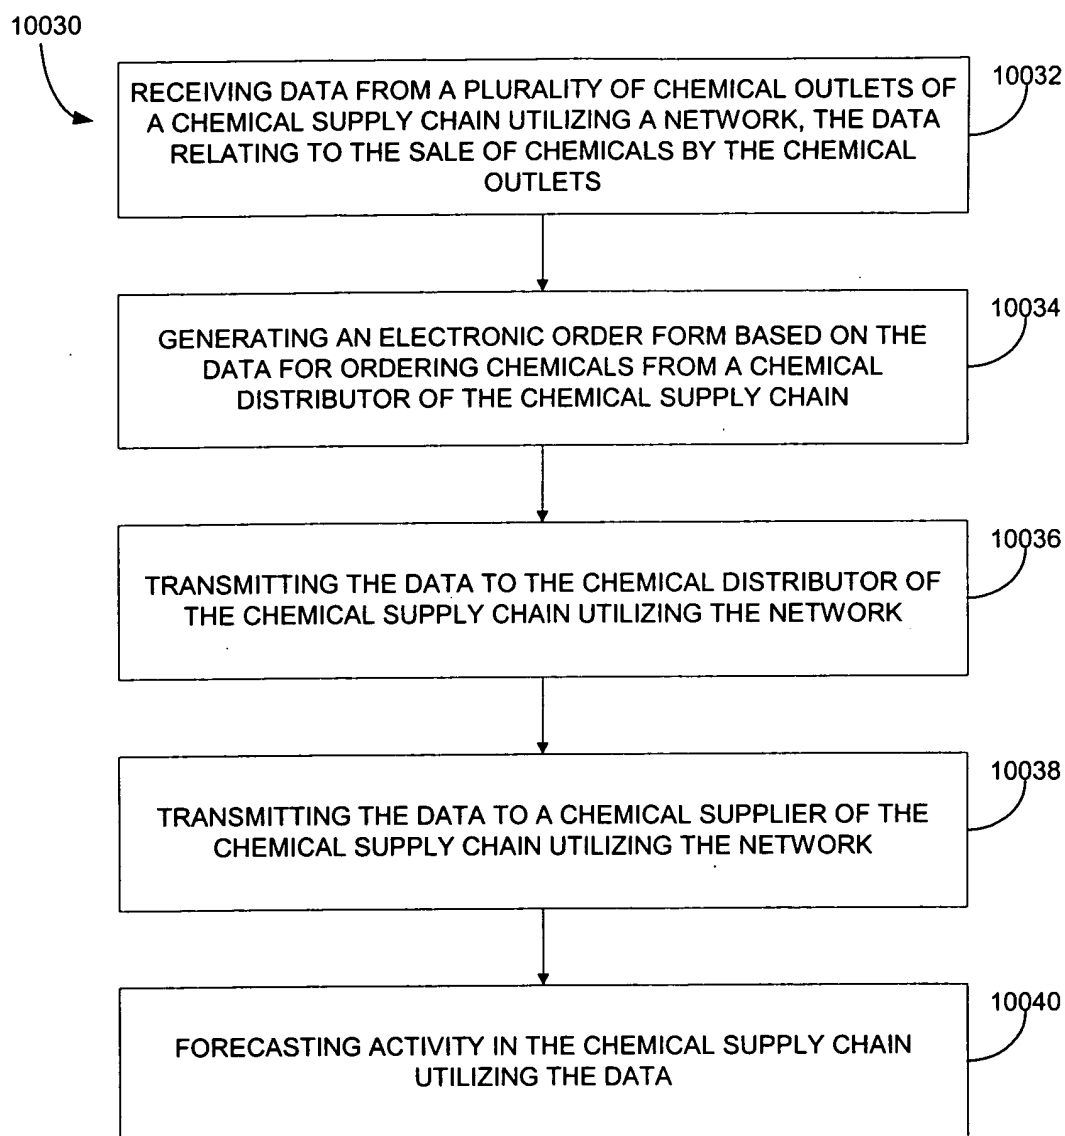 10030
RECEIVING DATA FROM A PLURALITY OF CHEMICAL OUTLETS OF
A CHEMICAL SUPPLY CHAIN UTILIZING A NETWORK, THE DATA
RELATING TO THE SALE OF CHEMICALS BY THE CHEMICAL
OUTLETS
10032
GENERATING AN ELECTRONIC ORDER FORM BASED ON THE
DATA FOR ORDERING CHEMICALS FROM A CHEMICAL
DISTRIBUTOR OF THE CHEMICAL SUPPLY CHAIN
10034
TRANSMITTING THE DATA TO THE CHEMICAL DISTRIBUTOR OF
THE CHEMICAL SUPPLY CHAIN UTILIZING THE NETWORK
10036
TRANSMITTING THE DATA TO A CHEMICAL SUPPLIER OF THE
CHEMICAL SUPPLY CHAIN UTILIZING THE NETWORK
10038
FORECASTING ACTIVITY IN THE CHEMICAL SUPPLY CHAIN
UTILIZING THE DATA
10040